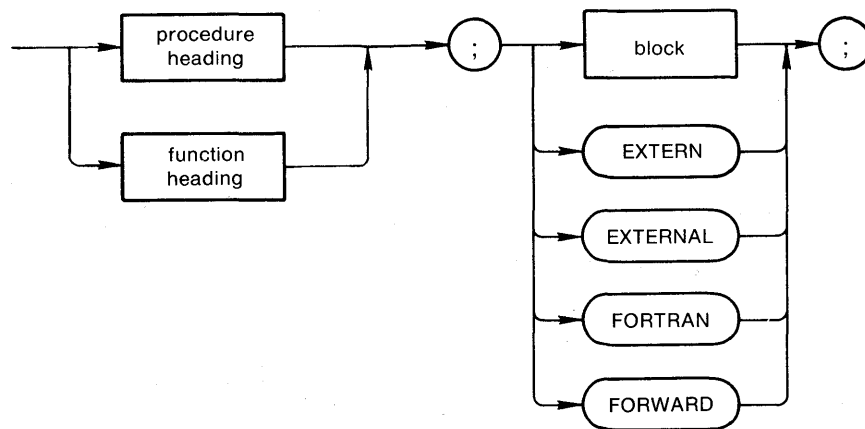 procedure
heading
;
block
;
function
heading
EXTERN
EXTERNAL
FORTRAN
FORWARD